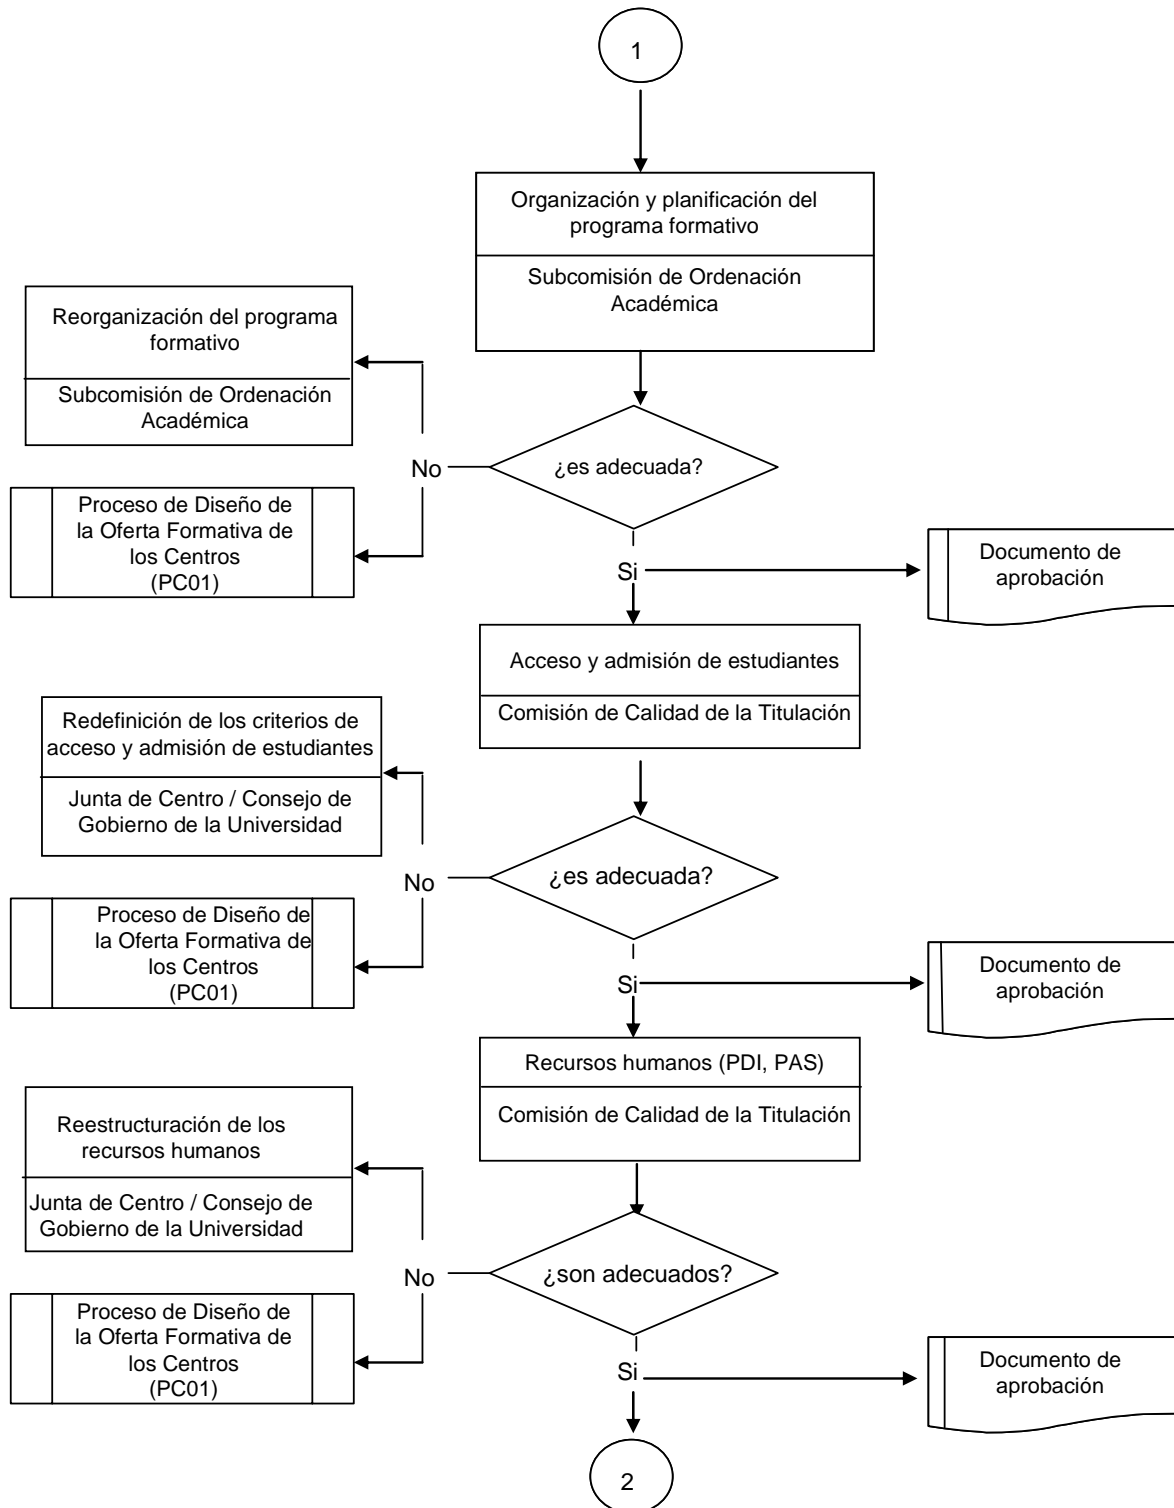 1
Organización y planificación del
programa formativo
Subcomisión de Ordenación
Académica
Reorganización del programa
formativo
Subcomisión de Ordenación
Académica
¿es adecuada?
No
Proceso de Diseño de
la Oferta Formativa de
los Centros
(PC01)
Si
Documento de
aprobación
Acceso y admisión de estudiantes
Comisión de Calidad de la Titulación
Redefinición de los criterios de
acceso y admisión de estudiantes
Junta de Centro / Consejo de
Gobierno de la Universidad
¿es adecuada?
No
Proceso de Diseño de
la Oferta Formativa de
los Centros
(PC01)
Si
Documento de
aprobación
Recursos humanos (PDI, PAS)
Comisión de Calidad de la Titulación
Reestructuración de los
recursos humanos
Junta de Centro / Consejo de
Gobierno de la Universidad
¿son adecuados?
No
Proceso de Diseño de
la Oferta Formativa de
los Centros
(PC01)
Si
Documento de
aprobación
2